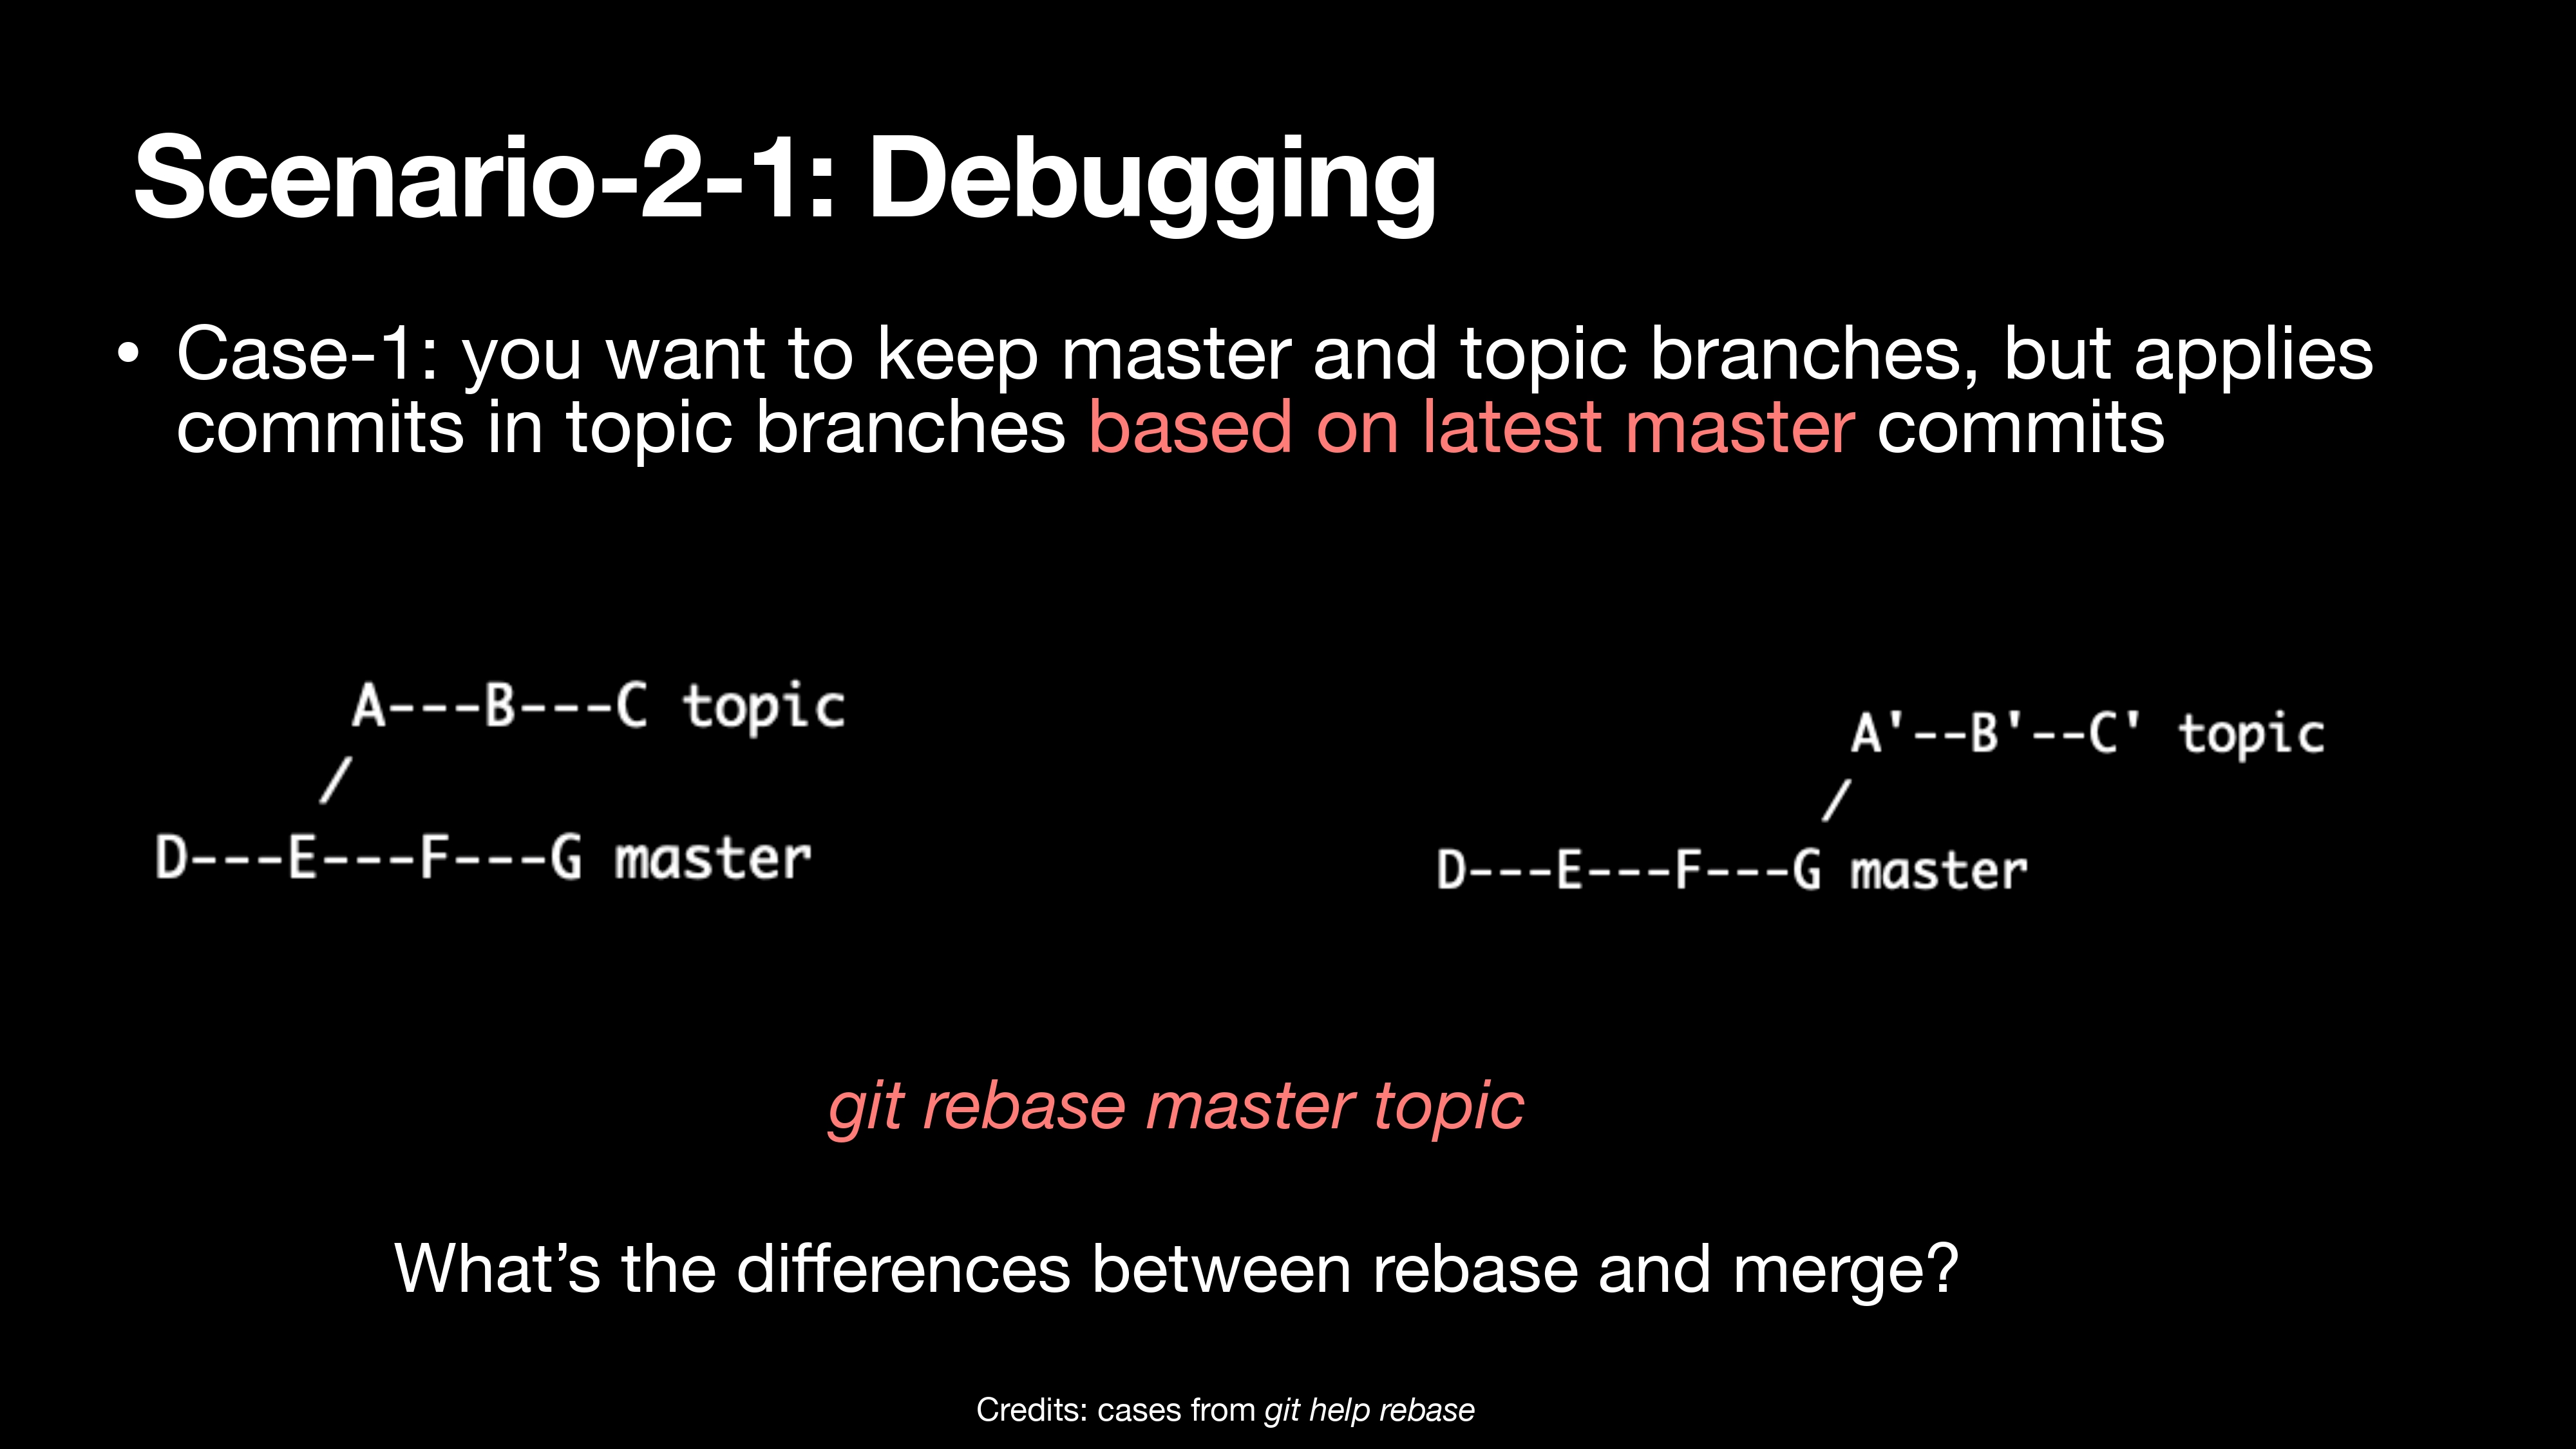 Scenario-2-1: Debugging
• Case-1: you want to keep master and topic branches, but applies
commits in topic branches based on latest master commits
A---B---C topic
/
D---E---F---G master
A'--B'--C' topic
/
D---E---F---G master
git rebase master topic
What’s the differences between rebase and merge?
Credits: cases from git help rebase